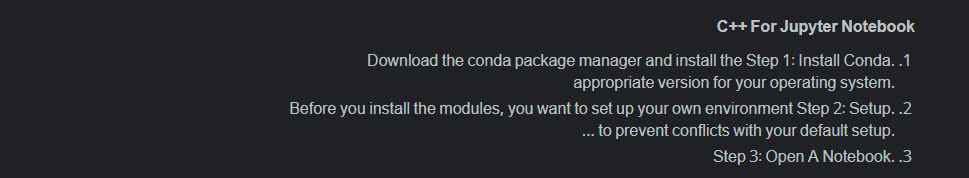 C++ For Jupyter Notebook
Download the conda package manager and install the Step 1: Install Conda. .1
appropriate version for your operating system.
Before you install the modules, you want to set up your own environment Step 2: Setup. .2
... to prevent conflicts with your default setup.
Step 3: Open A Notebook. .3